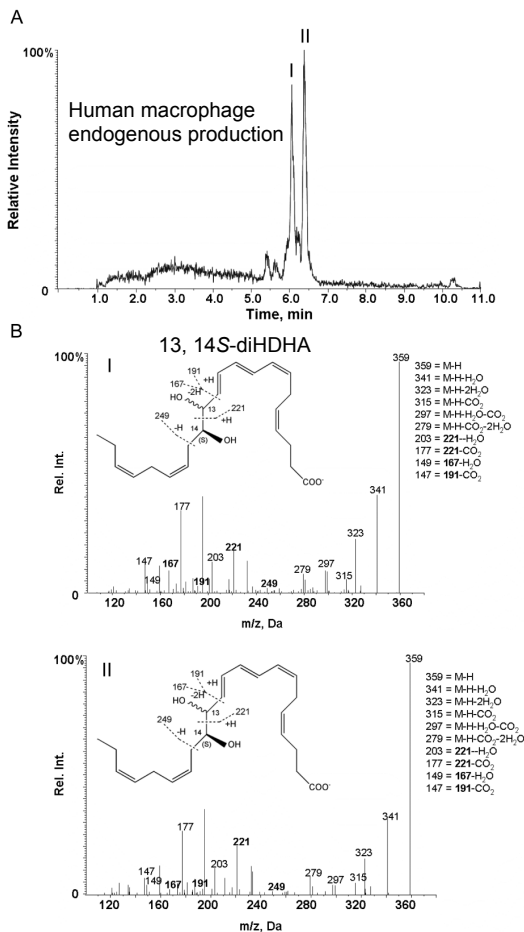 A
100%
I
II
Human macrophage
endogenous production
Relative Intensity
0
1.0 2.0 3.0 4.0 5.0 6.0 7.0 8.0 9.0 10.0 11.0
Time, min
B
13, 14S-diHDHA
100%
I
191
+H
167
-2H
HO
13
221
+H
249
-H
14
(S)
OH
COO⁻
Rel. Int.
359
341
323
315
297
279
249
221
203
191
177
167
149
147
0
120 160 200 240 280 320 360
m/z, Da
359 = M-H
341 = M-H-H₂O
323 = M-H-2H₂O
315 = M-H-CO₂
297 = M-H-H₂O-CO₂
279 = M-H-CO₂-2H₂O
203 = 221--H₂O
177 = 221-CO₂
149 = 167-H₂O
147 = 191-CO₂
100%
II
191
+H
167
-2H
HO
13
221
+H
249
-H
14
(S)
OH
COO⁻
Rel. Int.
359
341
323
315
297
279
249
221
203
191
177
167
149
147
0
120 160 200 240 280 320 360
m/z, Da
359 = M-H
341 = M-H-H₂O
323 = M-H-2H₂O
315 = M-H-CO₂
297 = M-H-H₂O-CO₂
279 = M-H-CO₂-2H₂O
203 = 221--H₂O
177 = 221-CO₂
149 = 167-H₂O
147 = 191-CO₂